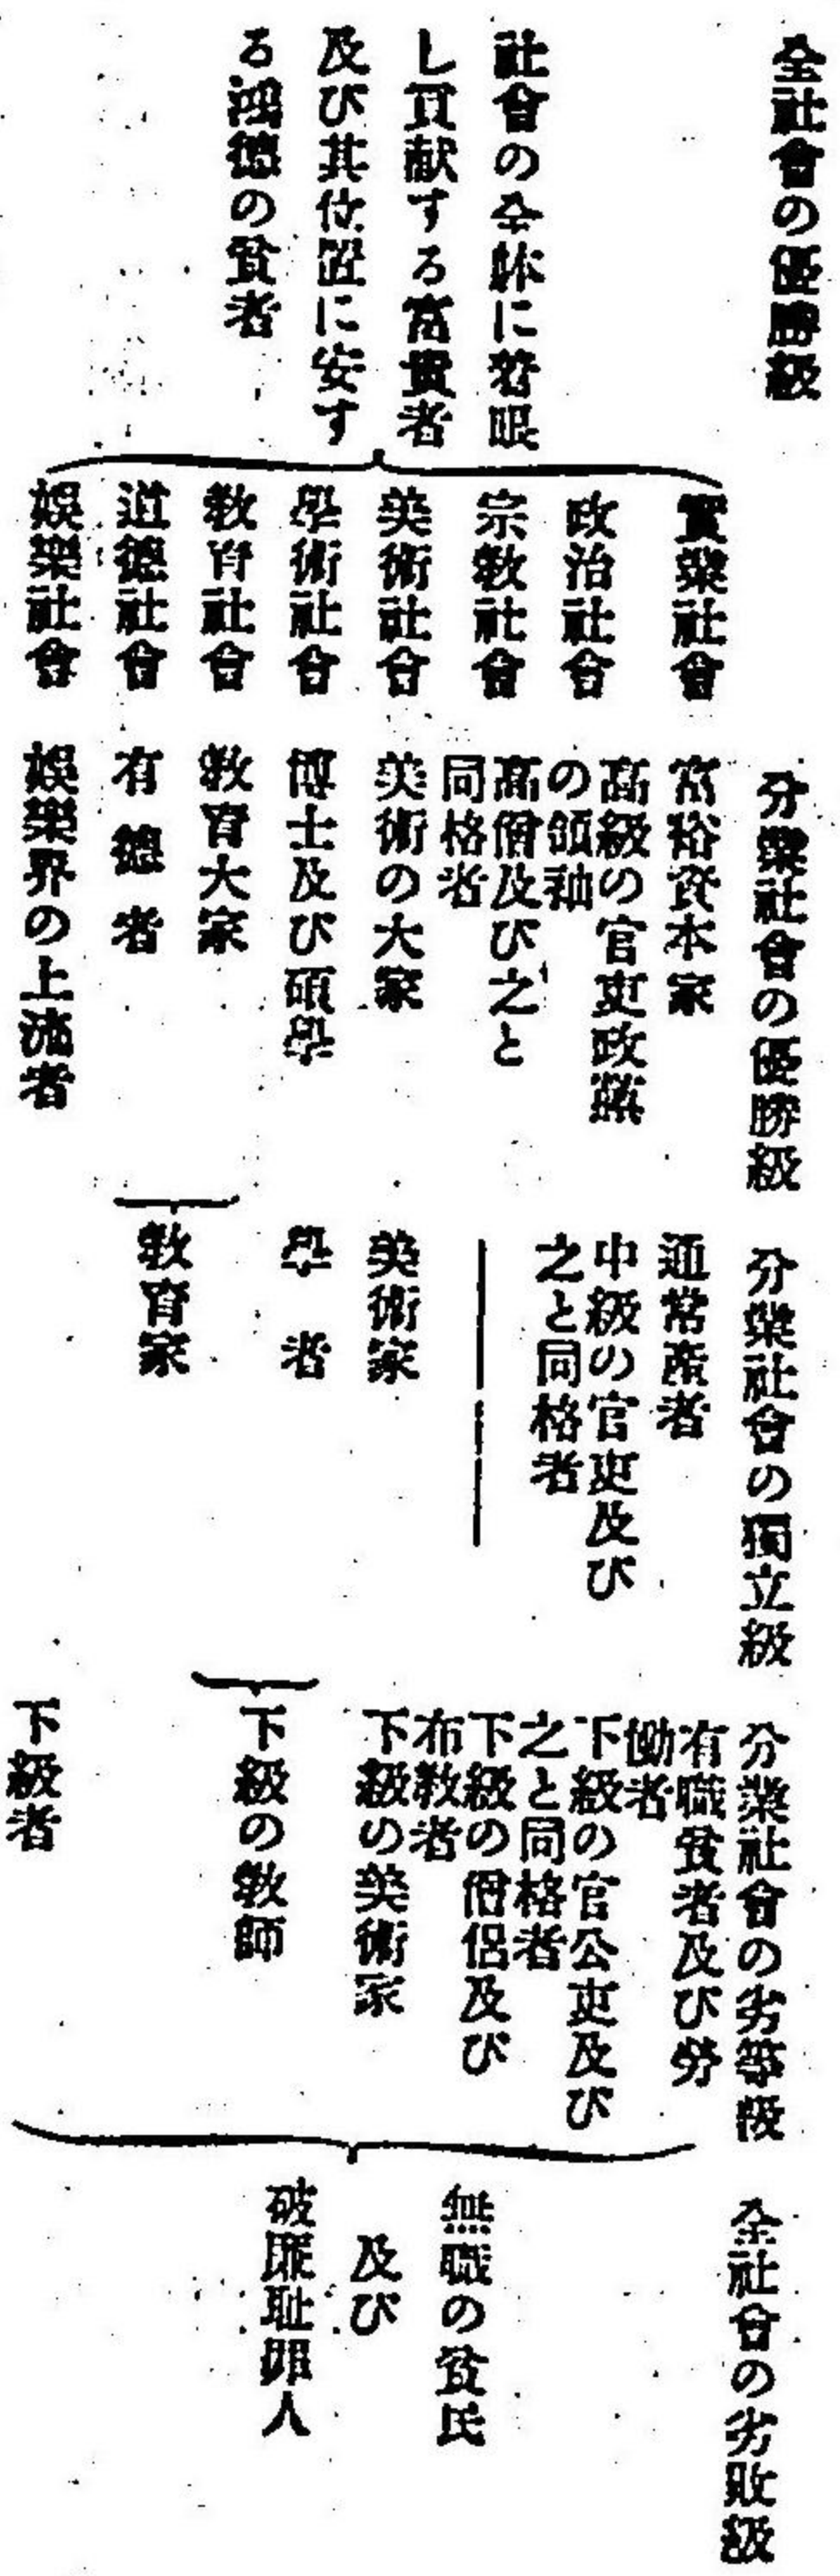 全社會の優勝級
社會の全躰に着眼
し貢献する富貴者
及び其位置に安す
る鴻德の貧者
實業社會
政治社會
宗敎社會
美術社會
學術社會
敎育社會
道德社會
娯樂社會
分業社會の優勝級
富裕資本家
高級の官吏政黨
の領袖
高僧及び之と
同格者
美術の大家
博士及び碩學
敎育大家
有德者
娯樂界の上流者
分業社會の獨立級
通常產者
中級の官吏及び
之と同格者
美術家
學者
敎育家
分業社會の劣等級
有職貧者及び勞
働者
下級の官公吏及び
之と同格者
下級の僧侶及び
布敎者
下級の美術家
下級の敎師
下級者
全社會の劣敗級
無職の貧民
及び
破廉耻罪人